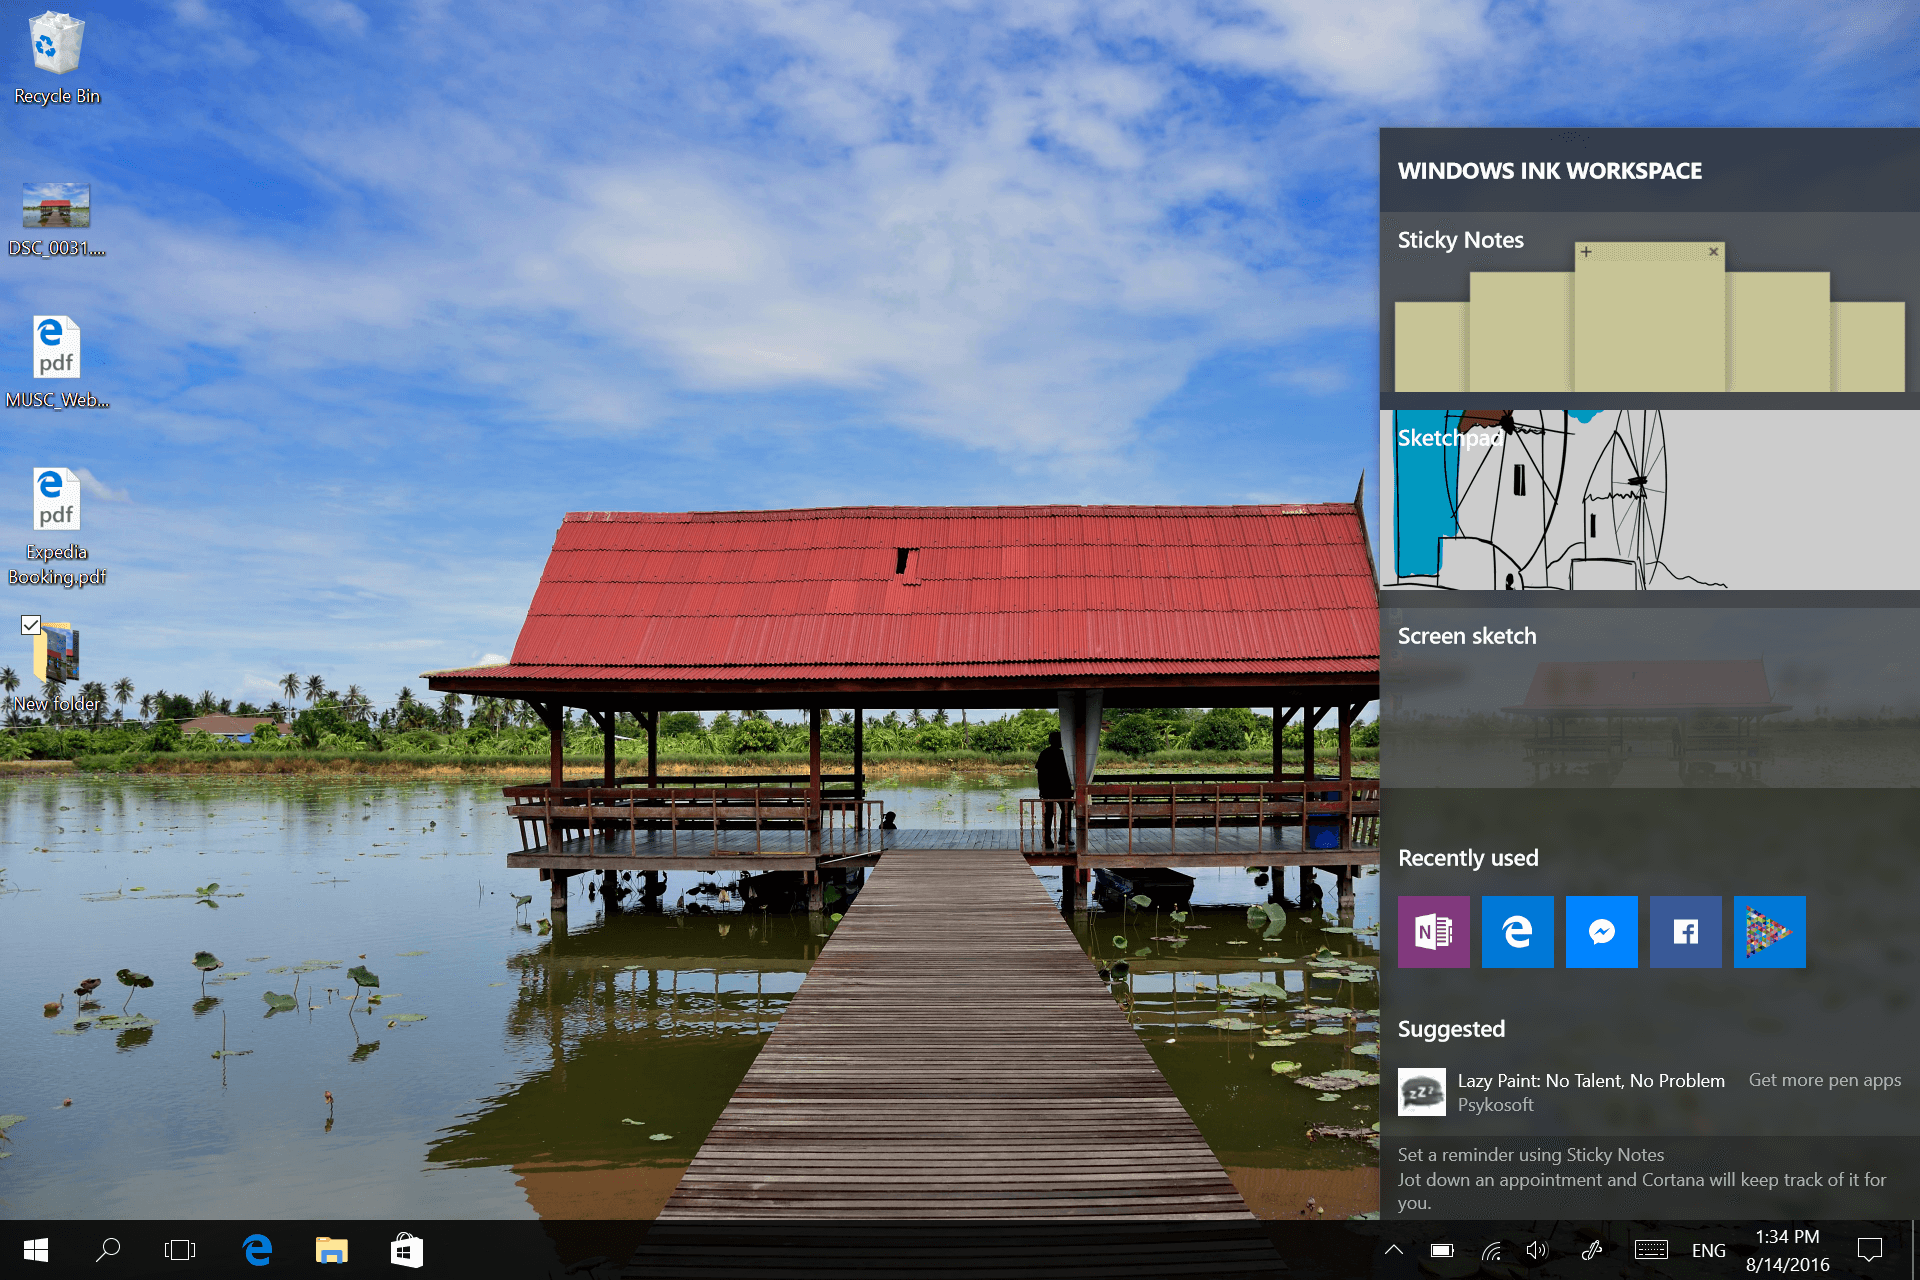 Recycle Bin
DSC_0031....
pdf
MUSC_Web...
pdf
Expedia
Booking.pdf
New folder
WINDOWS INK WORKSPACE
Sticky Notes
Sketchpad
Screen sketch
Recently used
N
Suggested
zZz
Lazy Paint: No Talent, No Problem
Psykosoft
Get more pen apps
Set a reminder using Sticky Notes
Jot down an appointment and Cortana will keep track of it for
you.
ENG
1:34 PM
8/14/2016